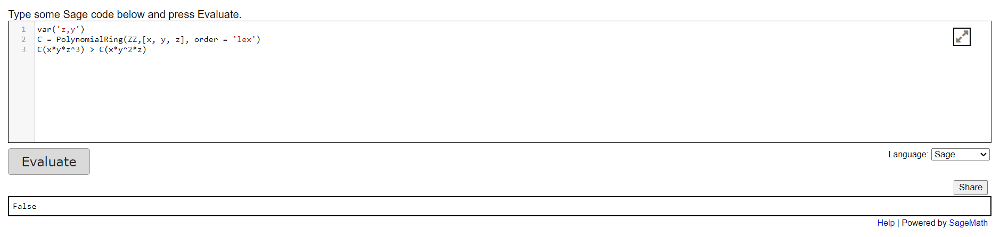 Type some Sage code below and press Evaluate.
1 var('z,y')
2 C = PolynomialRing(ZZ,[x, y, z], order = 'lex')
3 C(x*y*z^3) > C(x*y^2*z)
Evaluate
Language: Sage
Share
False
Help | Powered by SageMath